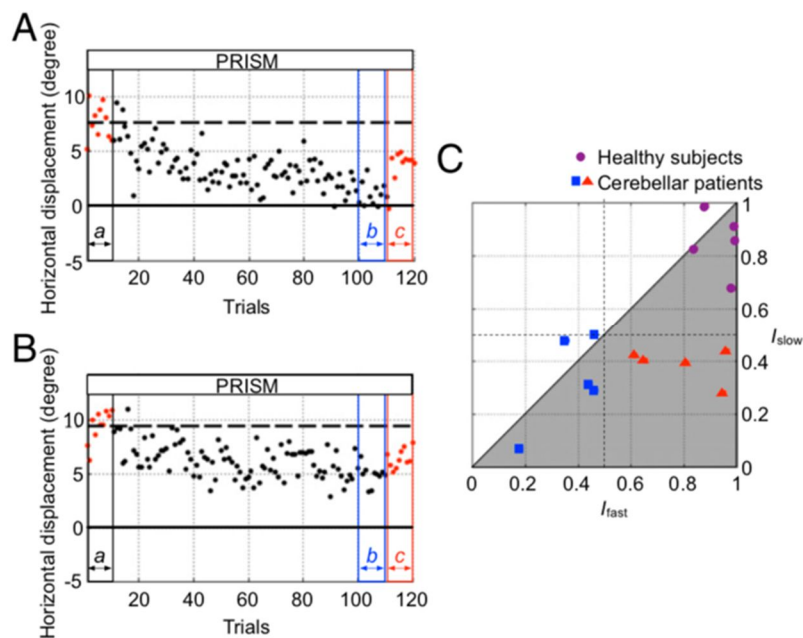 A
PRISM
Horizontal displacement (degree)
10
5
0
-5
a
b
c
20
40
60
80
100
120
Trials
B
PRISM
Horizontal displacement (degree)
10
5
0
-5
a
b
c
20
40
60
80
100
120
Trials
C
Healthy subjects
Cerebellar patients
1
0.8
0.6
Islow
0.4
0.2
0
0
0.2
0.4
0.6
0.8
1
Ifast